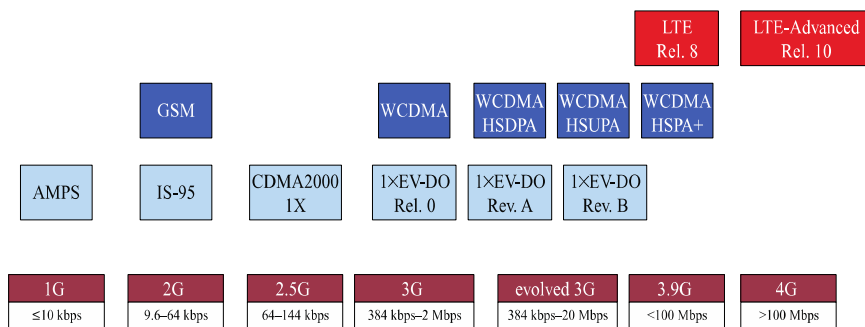 LTE
Rel. 8
LTE-Advanced
Rel. 10
GSM
WCDMA
WCDMA
HSDPA
WCDMA
HSUPA
WCDMA
HSPA+
AMPS
IS-95
CDMA2000
1X
1×EV-DO
Rel. 0
1×EV-DO
Rev. A
1×EV-DO
Rev. B
1G
≤10 kbps
2G
9.6–64 kbps
2.5G
64–144 kbps
3G
384 kbps–2 Mbps
evolved 3G
384 kbps–20 Mbps
3.9G
<100 Mbps
4G
>100 Mbps